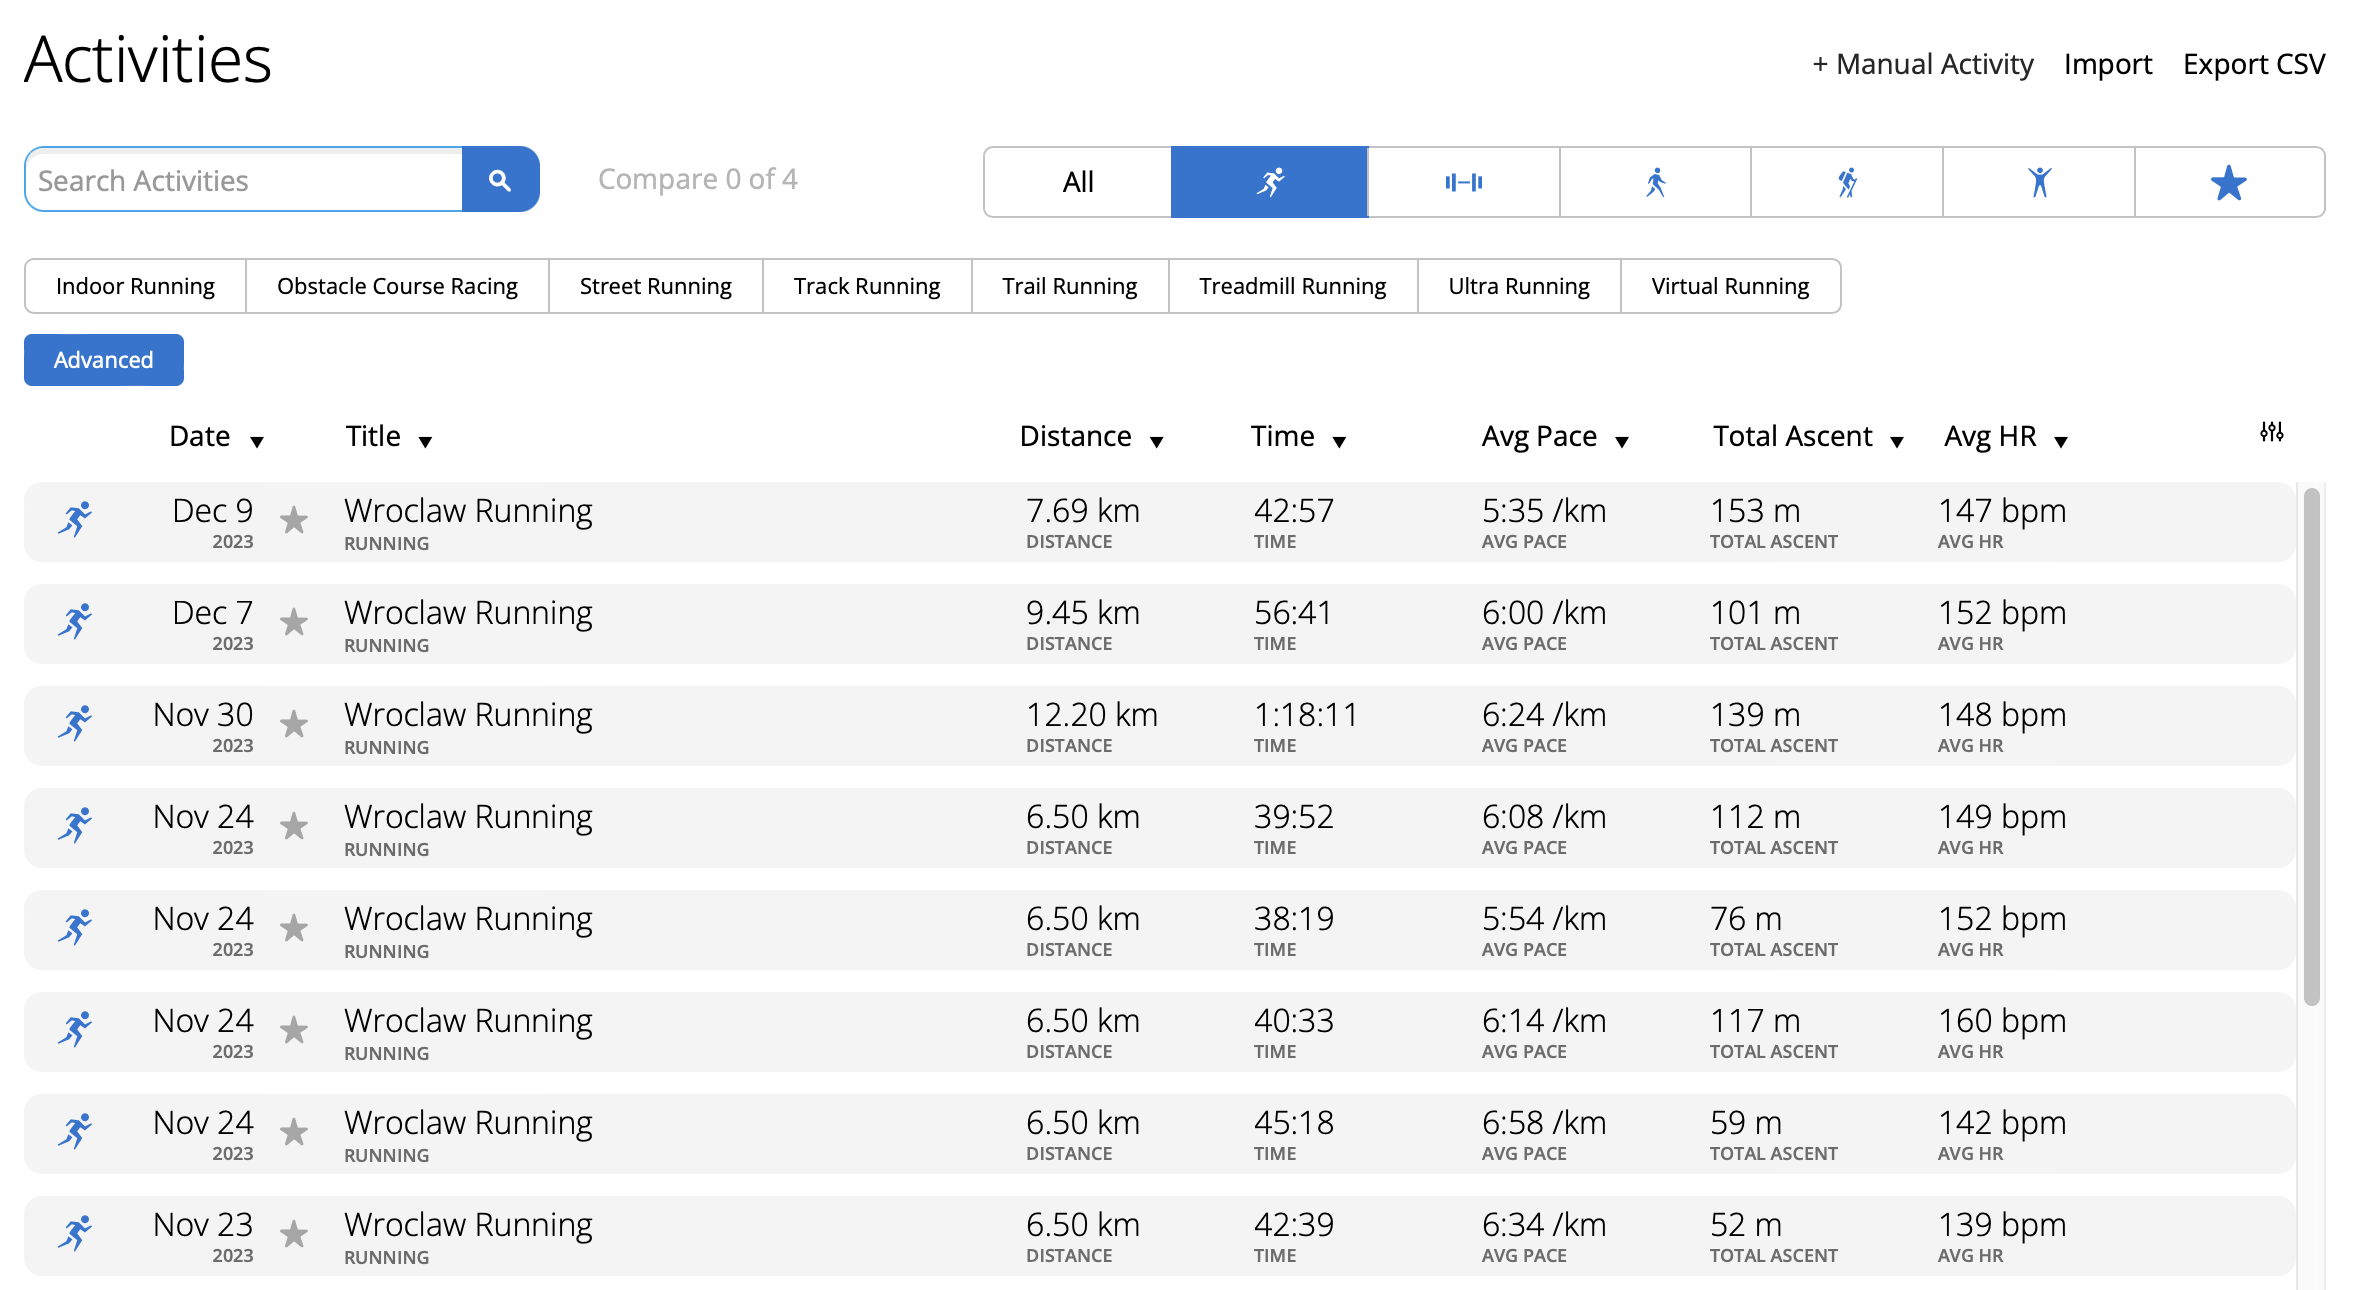 Activities
+ Manual Activity Import Export CSV
Search Activities Compare 0 of 4 All
Indoor Running Obstacle Course Racing Street Running Track Running Trail Running Treadmill Running Ultra Running Virtual Running
Advanced
Date Title Distance Time Avg Pace Total Ascent Avg HR
Dec 9 Wroclaw Running 7.69 km 42:57 5:35 /km 153 m 147 bpm
2023 RUNNING DISTANCE TIME AVG PACE TOTAL ASCENT AVG HR
Dec 7 Wroclaw Running 9.45 km 56:41 6:00 /km 101 m 152 bpm
2023 RUNNING DISTANCE TIME AVG PACE TOTAL ASCENT AVG HR
Nov 30 Wroclaw Running 12.20 km 1:18:11 6:24 /km 139 m 148 bpm
2023 RUNNING DISTANCE TIME AVG PACE TOTAL ASCENT AVG HR
Nov 24 Wroclaw Running 6.50 km 39:52 6:08 /km 112 m 149 bpm
2023 RUNNING DISTANCE TIME AVG PACE TOTAL ASCENT AVG HR
Nov 24 Wroclaw Running 6.50 km 38:19 5:54 /km 76 m 152 bpm
2023 RUNNING DISTANCE TIME AVG PACE TOTAL ASCENT AVG HR
Nov 24 Wroclaw Running 6.50 km 40:33 6:14 /km 117 m 160 bpm
2023 RUNNING DISTANCE TIME AVG PACE TOTAL ASCENT AVG HR
Nov 24 Wroclaw Running 6.50 km 45:18 6:58 /km 59 m 142 bpm
2023 RUNNING DISTANCE TIME AVG PACE TOTAL ASCENT AVG HR
Nov 23 Wroclaw Running 6.50 km 42:39 6:34 /km 52 m 139 bpm
2023 RUNNING DISTANCE TIME AVG PACE TOTAL ASCENT AVG HR